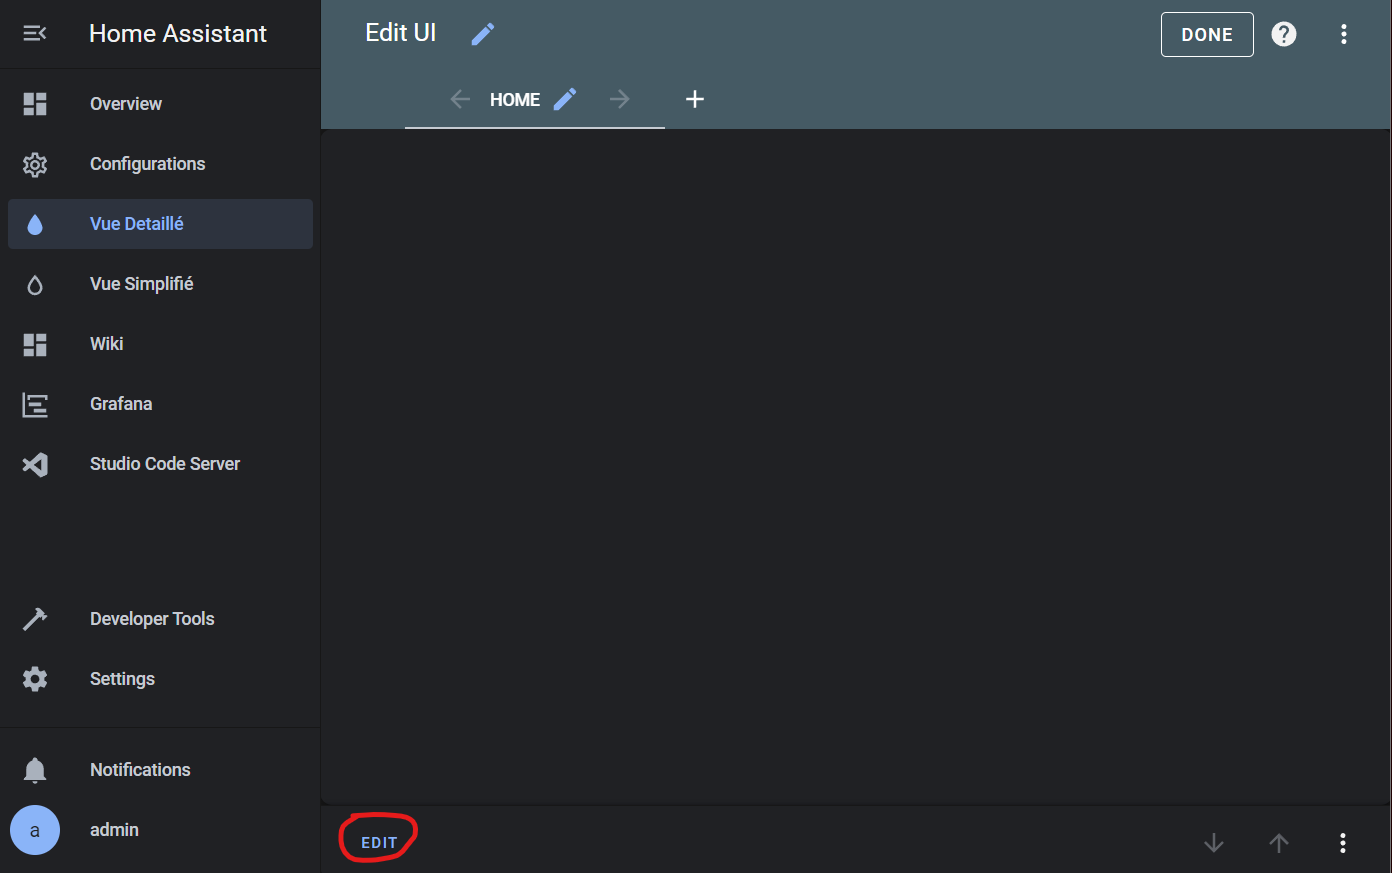 Home Assistant
Overview
Configurations
Vue Detaillé
Vue Simplifié
Wiki
Grafana
Studio Code Server
Developer Tools
Settings
Notifications
a admin
Edit UI
DONE
HOME
EDIT